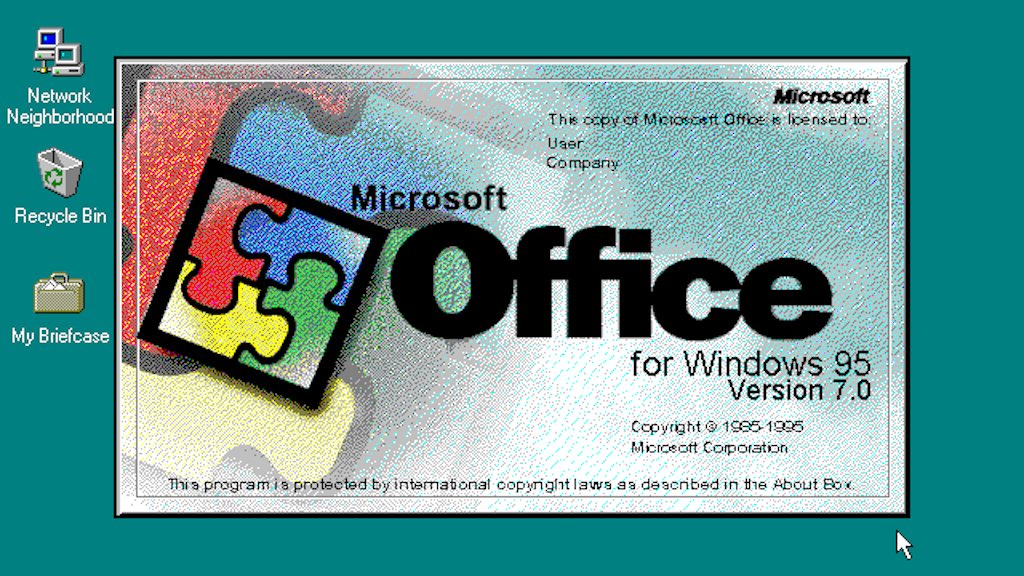 Network
Neighborhood
Recycle Bin
My Briefcase
Microsoft
This copy of Microsoft Office is licensed to:
User
Company
Microsoft
Office
for Windows 95
Version 7.0
Copyright © 1985-1995
Microsoft Corporation
This program is protected by international copyright laws as described in the About Box.